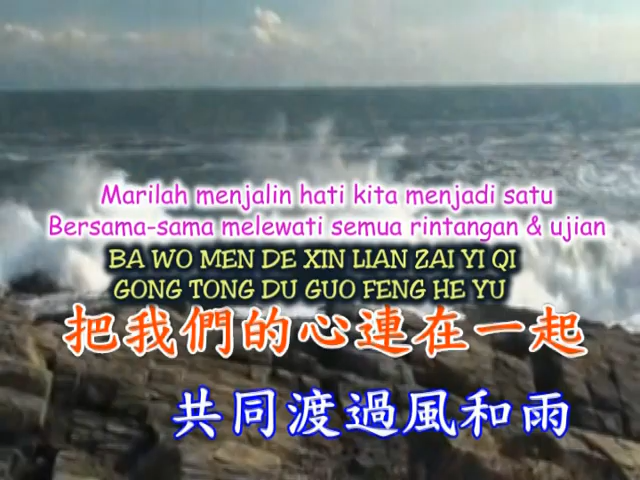 Marilah menjalin hati kita menjadi satu
Bersama-sama melewati semua rintangan & ujian
BA WO MEN DE XIN LIAN ZAI YI QI
GONG TONG DU GUO FENG HE YU
把我們的心連在一起
共同渡過風和雨